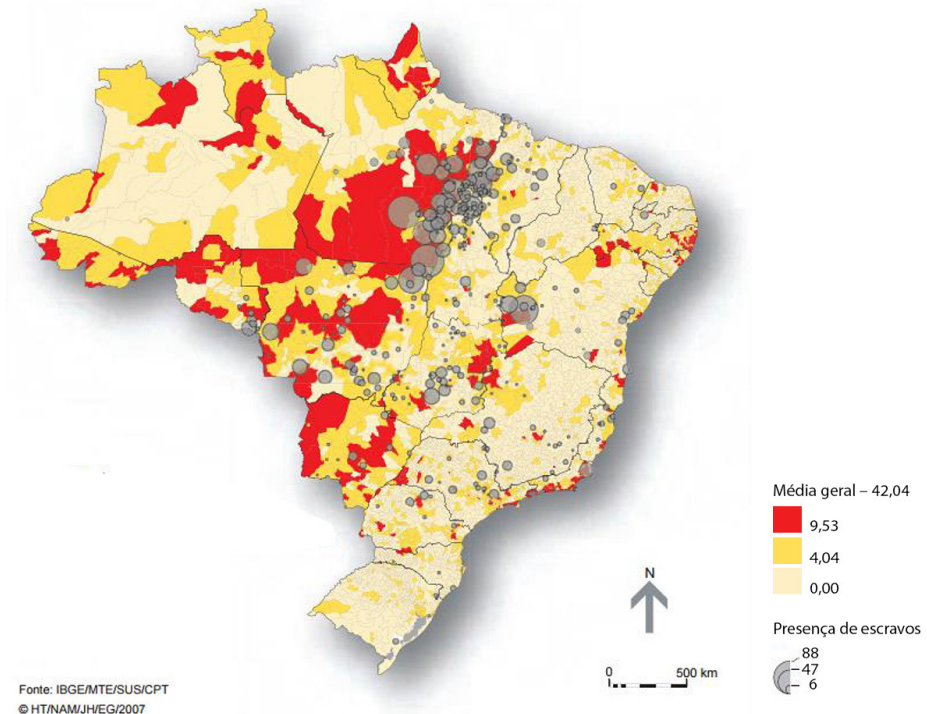 Média geral – 42,04
9,53
4,04
0,00
N
Presença de escravos
88
47
6
0 500 km
Fonte: IBGE/MTE/SUS/CPT
© HT/NAM/JH/EG/2007